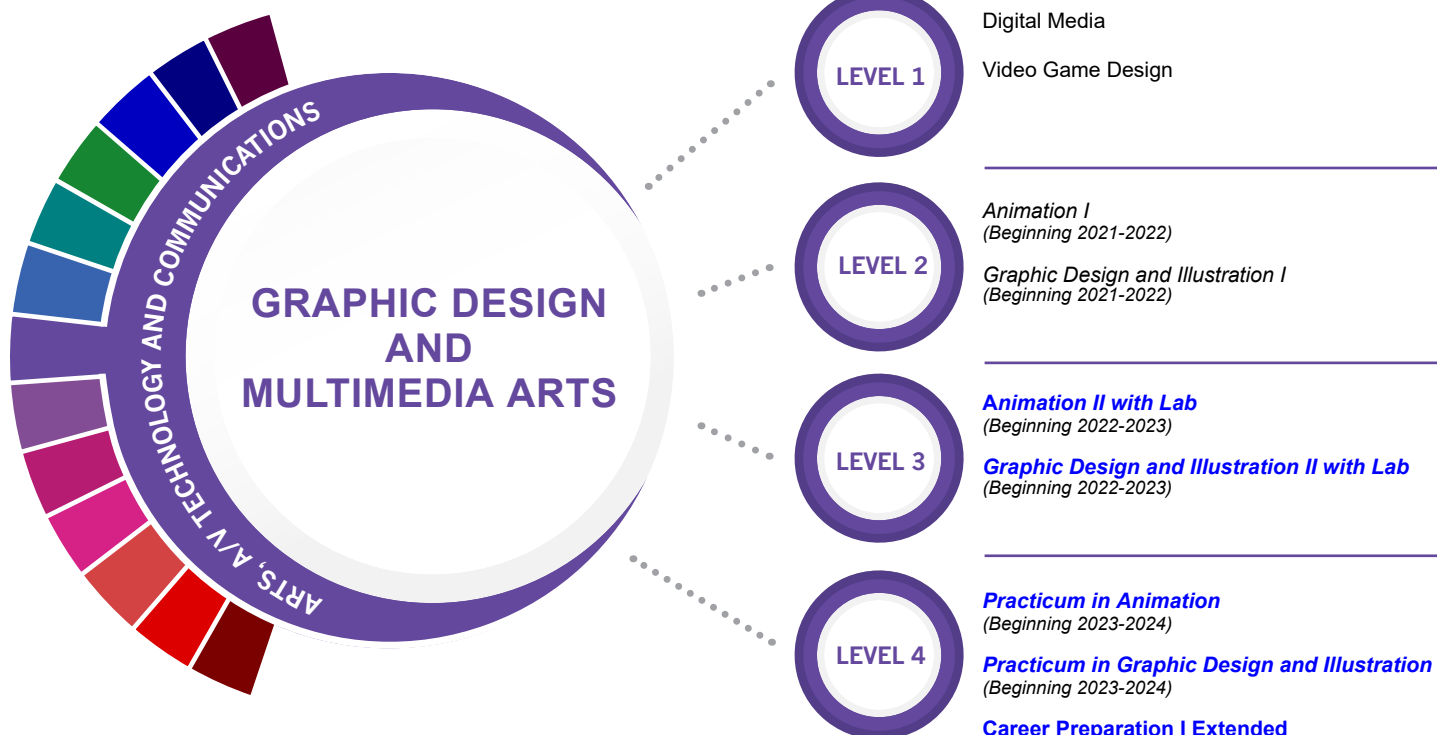 ARTS, A/V TECHNOLOGY AND COMMUNICATIONS
GRAPHIC DESIGN
AND
MULTIMEDIA ARTS
LEVEL 1
Digital Media
Video Game Design
LEVEL 2
Animation I
(Beginning 2021-2022)
Graphic Design and Illustration I
(Beginning 2021-2022)
LEVEL 3
Animation II with Lab
(Beginning 2022-2023)
Graphic Design and Illustration II with Lab
(Beginning 2022-2023)
LEVEL 4
Practicum in Animation
(Beginning 2023-2024)
Practicum in Graphic Design and Illustration
(Beginning 2023-2024)
Career Preparation I Extended